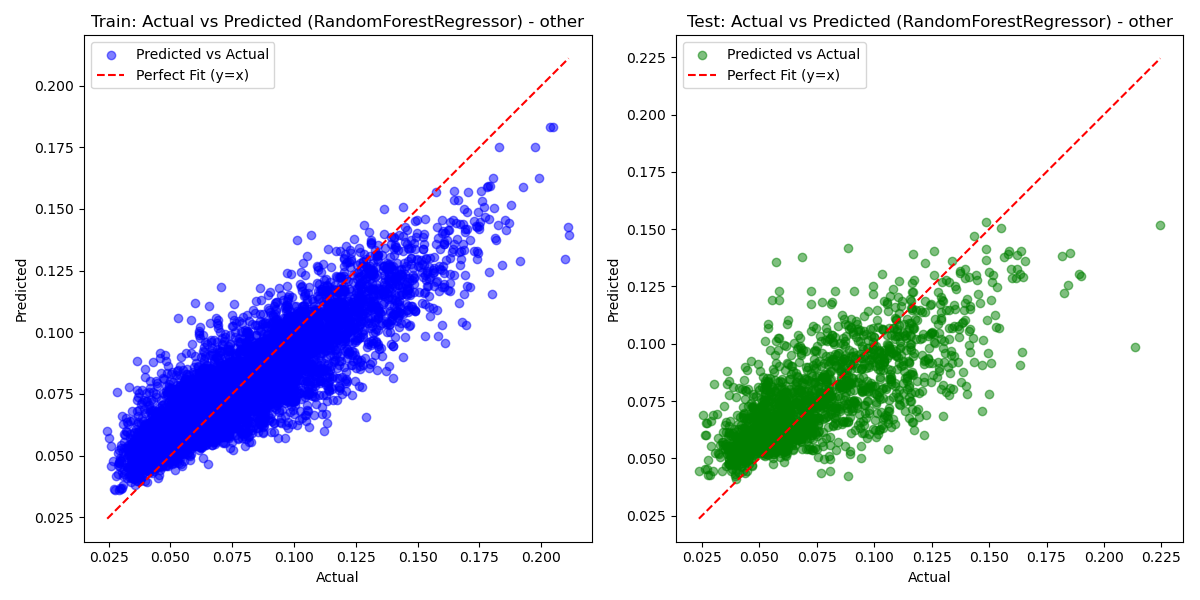 Train: Actual vs Predicted (RandomForestRegressor) - other
Predicted vs Actual
Perfect Fit (y=x)
0.200
0.175
0.150
0.125
0.100
0.075
0.050
0.025
Predicted
0.025 0.050 0.075 0.100 0.125 0.150 0.175 0.200
Actual
Test: Actual vs Predicted (RandomForestRegressor) - other
Predicted vs Actual
Perfect Fit (y=x)
0.225
0.200
0.175
0.150
0.125
0.100
0.075
0.050
0.025
Predicted
0.025 0.050 0.075 0.100 0.125 0.150 0.175 0.200 0.225
Actual